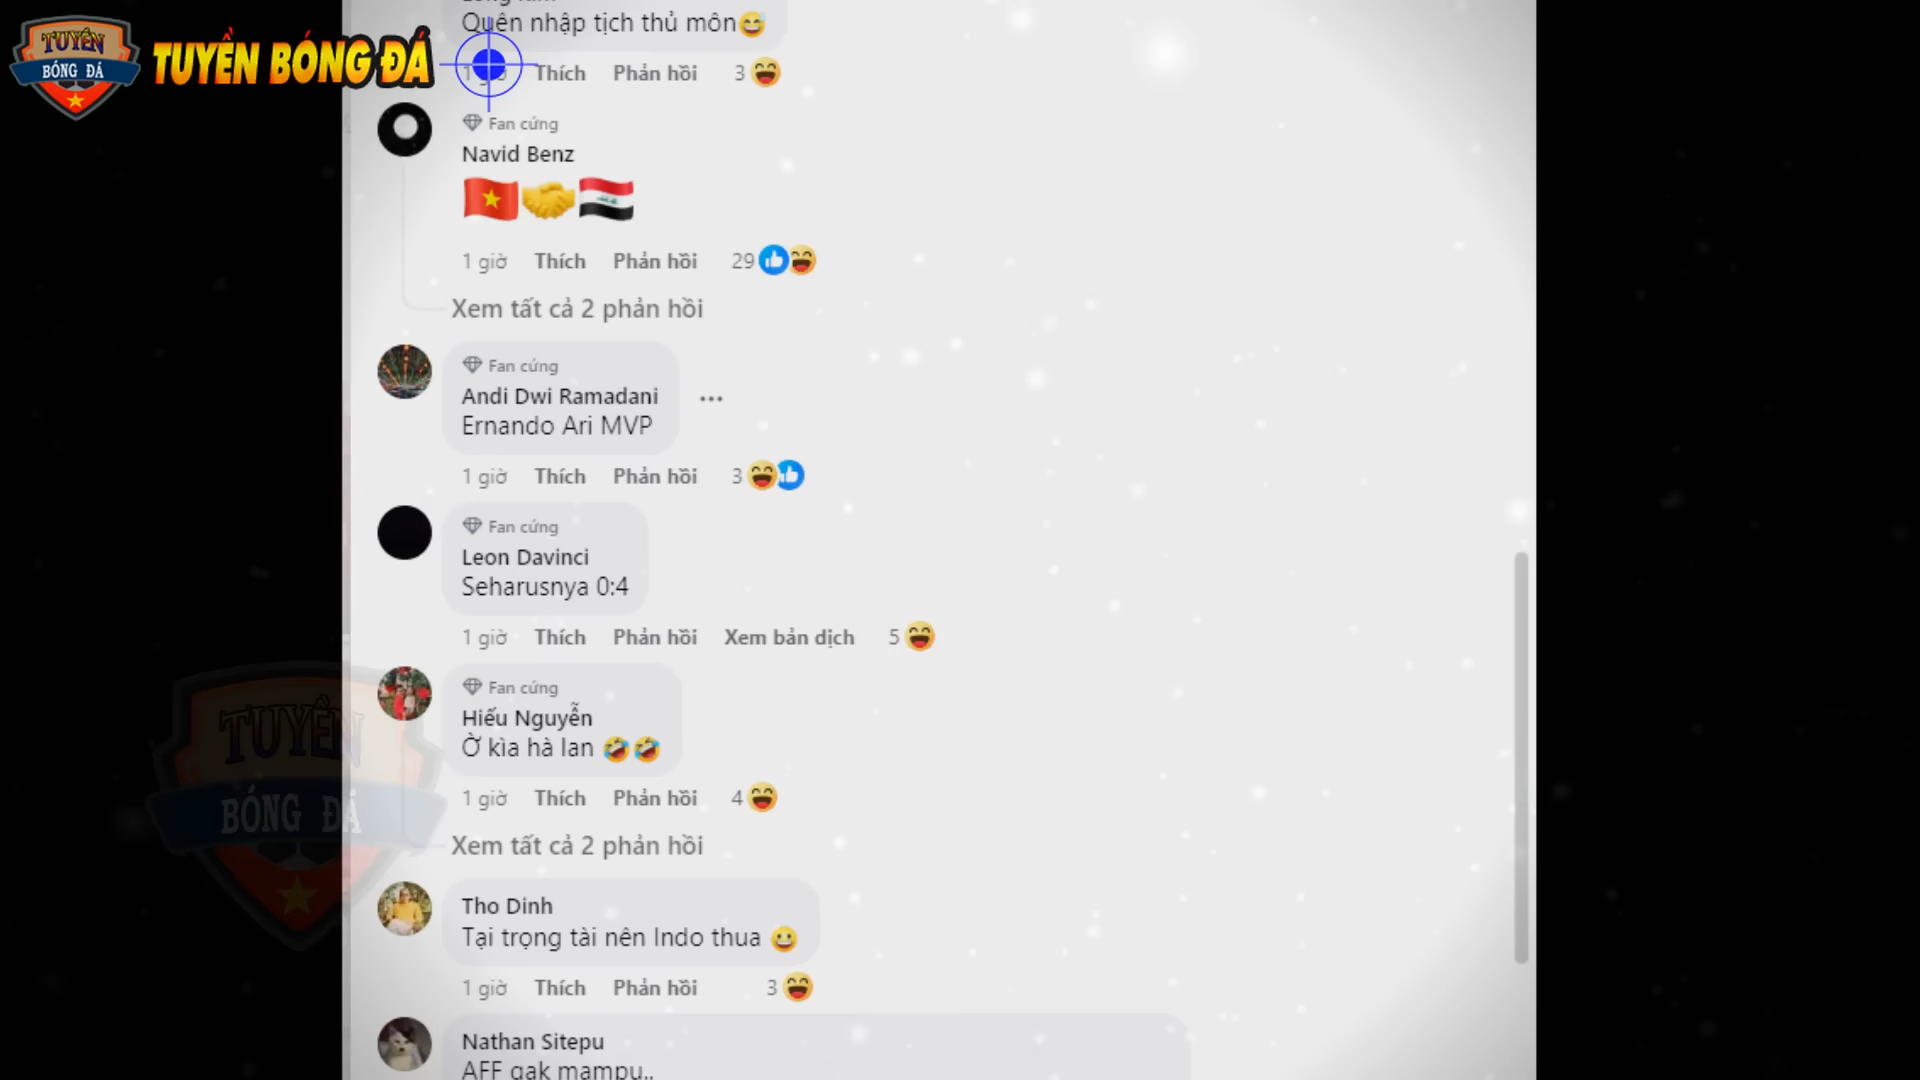 Quên nhập tịch thủ môn😅
TUYỀN
BÓNG ĐÁ
TUYỀN BÓNG ĐÁ
Thích Phản hồi 3
Fan cứng
Navid Benz
🇻🇳🤝🇮🇶
1 giờ Thích Phản hồi 29
Xem tất cả 2 phản hồi
Fan cứng
Andi Dwi Ramadani
Ernando Ari MVP
1 giờ Thích Phản hồi 3
Fan cứng
Leon Davinci
Seharusnya 0:4
1 giờ Thích Phản hồi Xem bản dịch 5
Fan cứng
Hiếu Nguyễn
Ờ kìa hà lan 🤣🤣
1 giờ Thích Phản hồi 4
TUYỀN
BÓNG ĐÁ
Xem tất cả 2 phản hồi
Tho Dinh
Tại trọng tài nên Indo thua 😀
1 giờ Thích Phản hồi 3
Nathan Sitepu
AFF gak mampu..